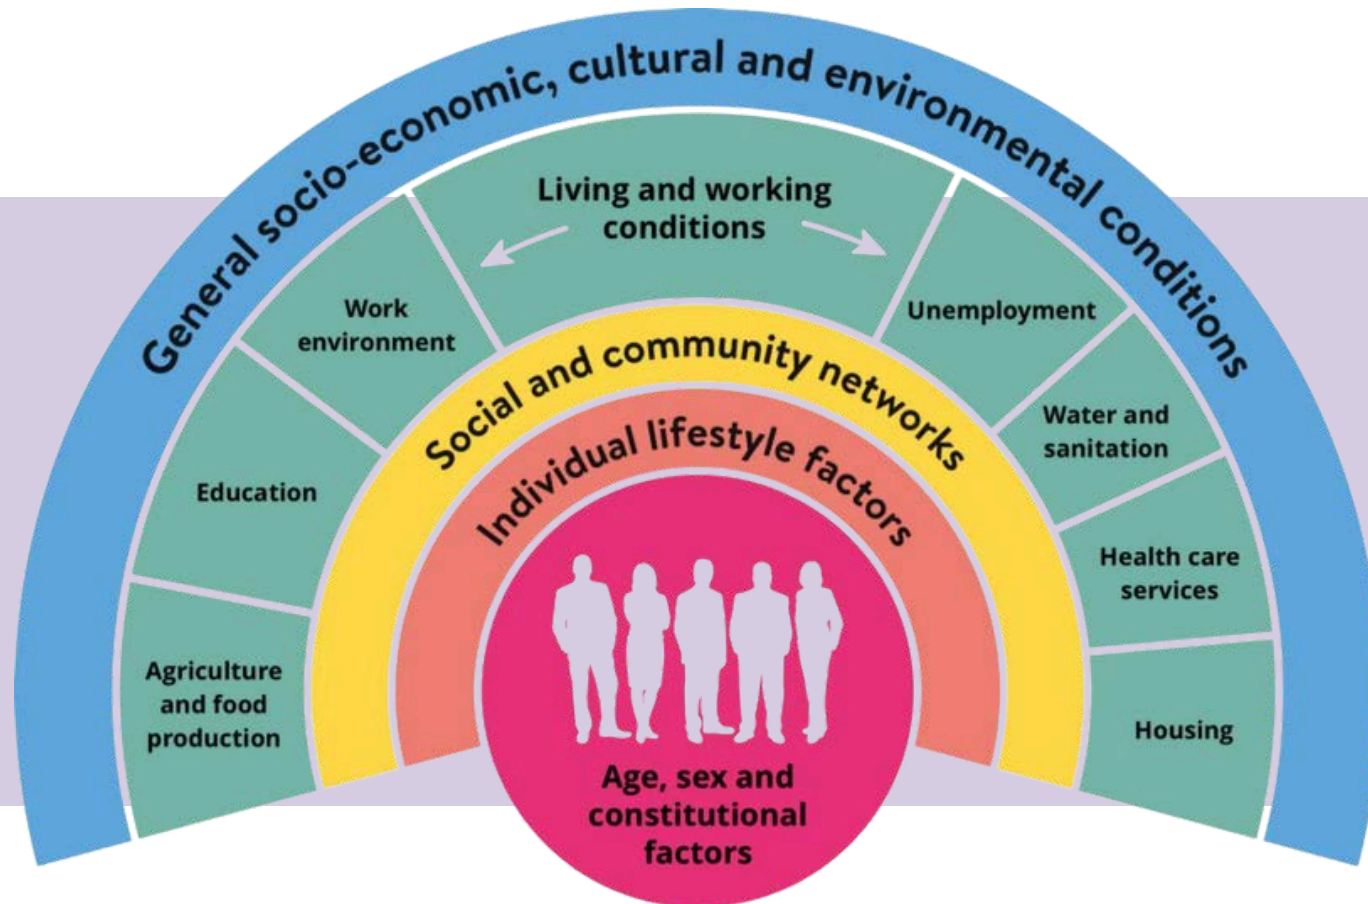 General socio-economic, cultural and environmental conditions
Living and working
conditions
Work
environment
Unemployment
Education
Water and
sanitation
Health care
services
Agriculture
and food
production
Housing
Social and community networks
Individual lifestyle factors
Age, sex and
constitutional
factors